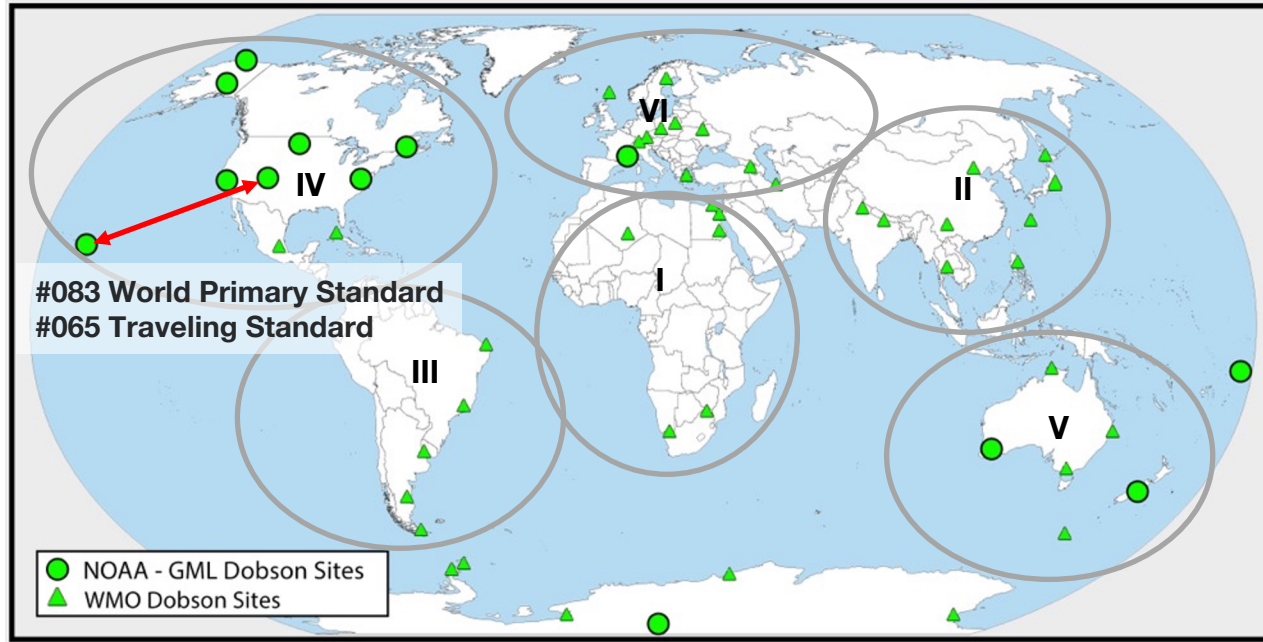 VI
IV
II
I
#083 World Primary Standard
#065 Traveling Standard
III
V
NOAA - GML Dobson Sites
WMO Dobson Sites